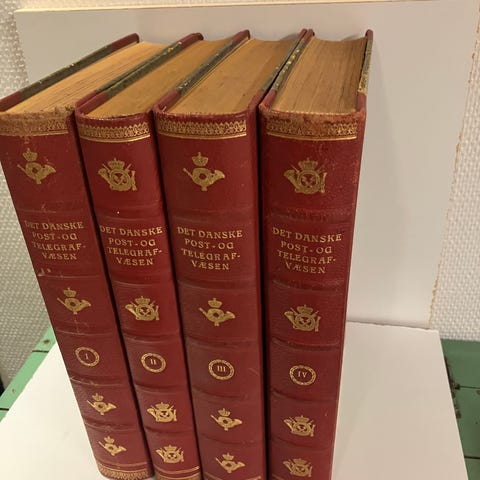 DET DANSKE
POST-OG
TELEGRAF-
VÆSEN
I
DET DANSKE
POST-OG
TELEGRAF-
VÆSEN
II
DET DANSKE
POST-OG
TELEGRAF-
VÆSEN
III
DET DANSKE
POST-OG
TELEGRAF-
VÆSEN
IV